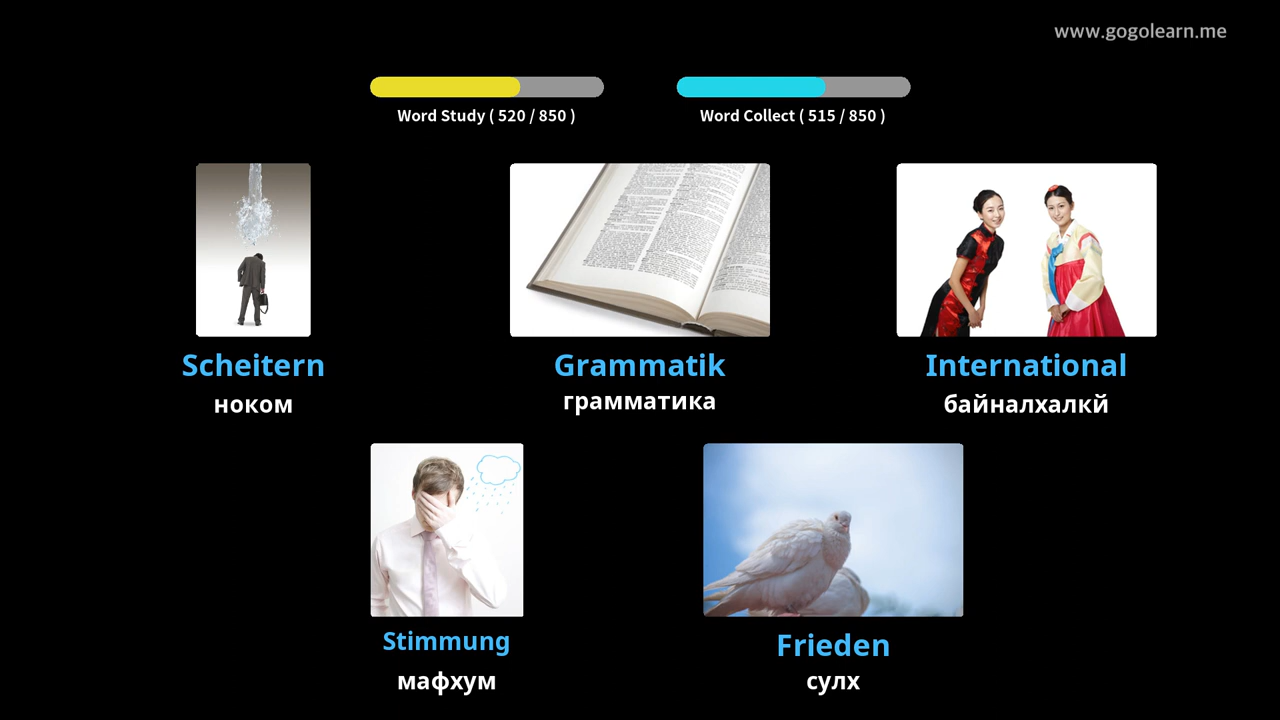 www.gogolearn.me
Word Study ( 520 / 850 )
Word Collect ( 515 / 850 )
Scheitern
ноком
Grammatik
грамматика
International
байналхалкй
Stimmung
мафхум
Frieden
сулх